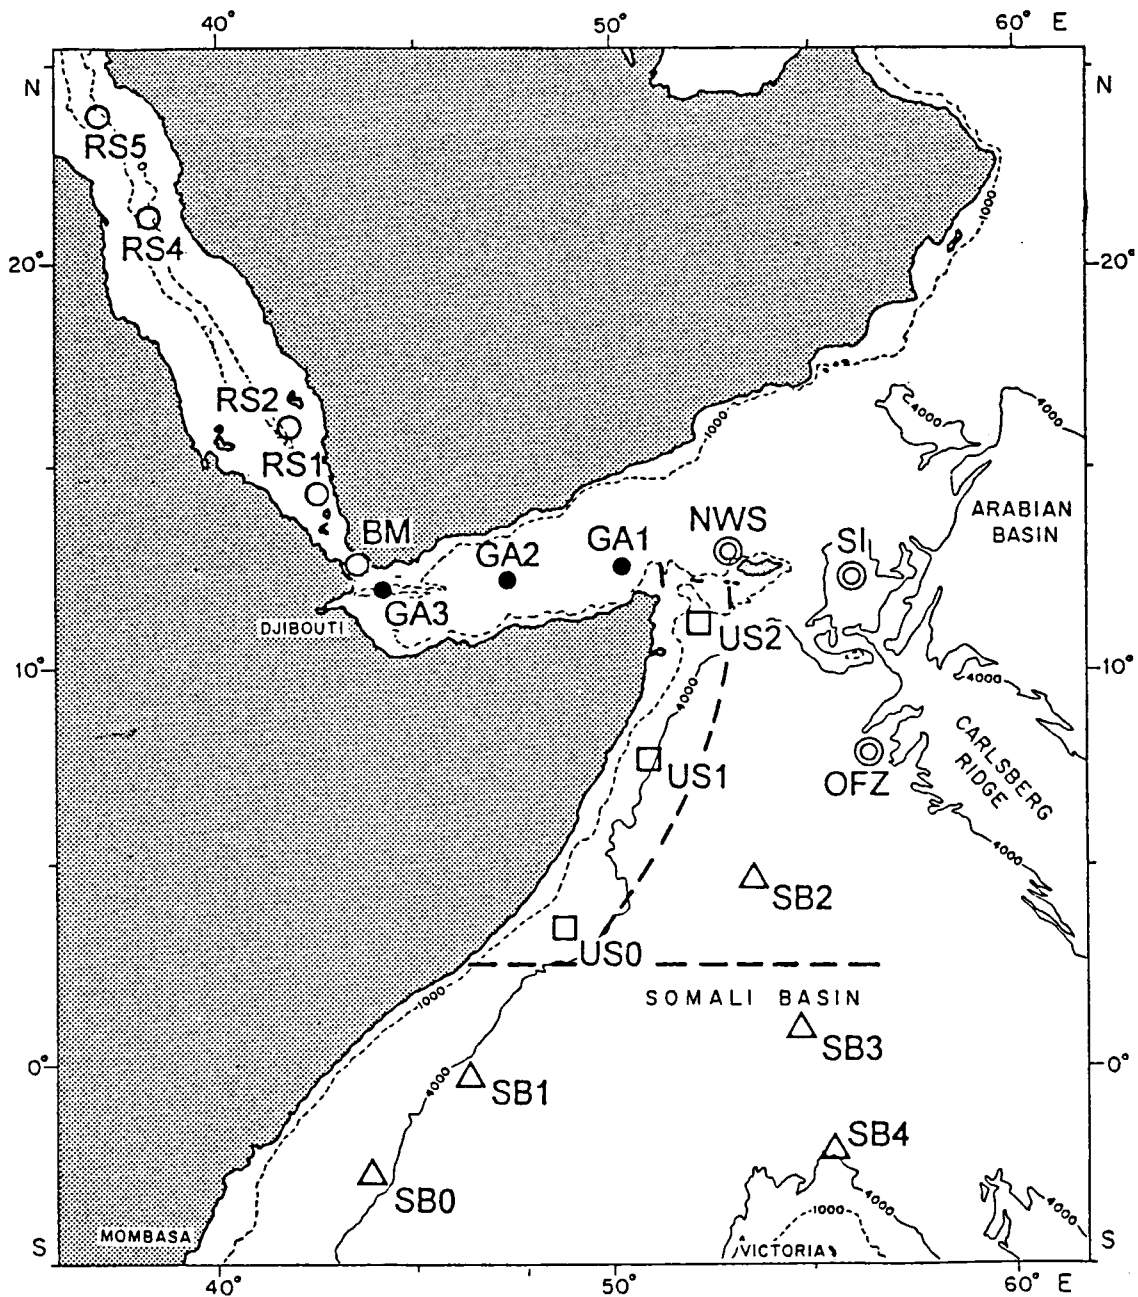 40° 50° 60° E
N N
RS5
RS4
20° 20°
RS2
1000
4000
4000
1000
RS1
ARABIAN
BASIN
BM
NWS
SI
GA2
GA1
GA3
DJIBOUTI
US2
10° 10°
4000
4000
CARLSBERG
RIDGE
US1
OFZ
4000
SB2
US0
SOMALI BASIN
1000
SB3
0° 0°
4000
SB1
SB4
SB0
4000
4000
1000
MOMBASA
VICTORIA
S S
40° 50° 60° E